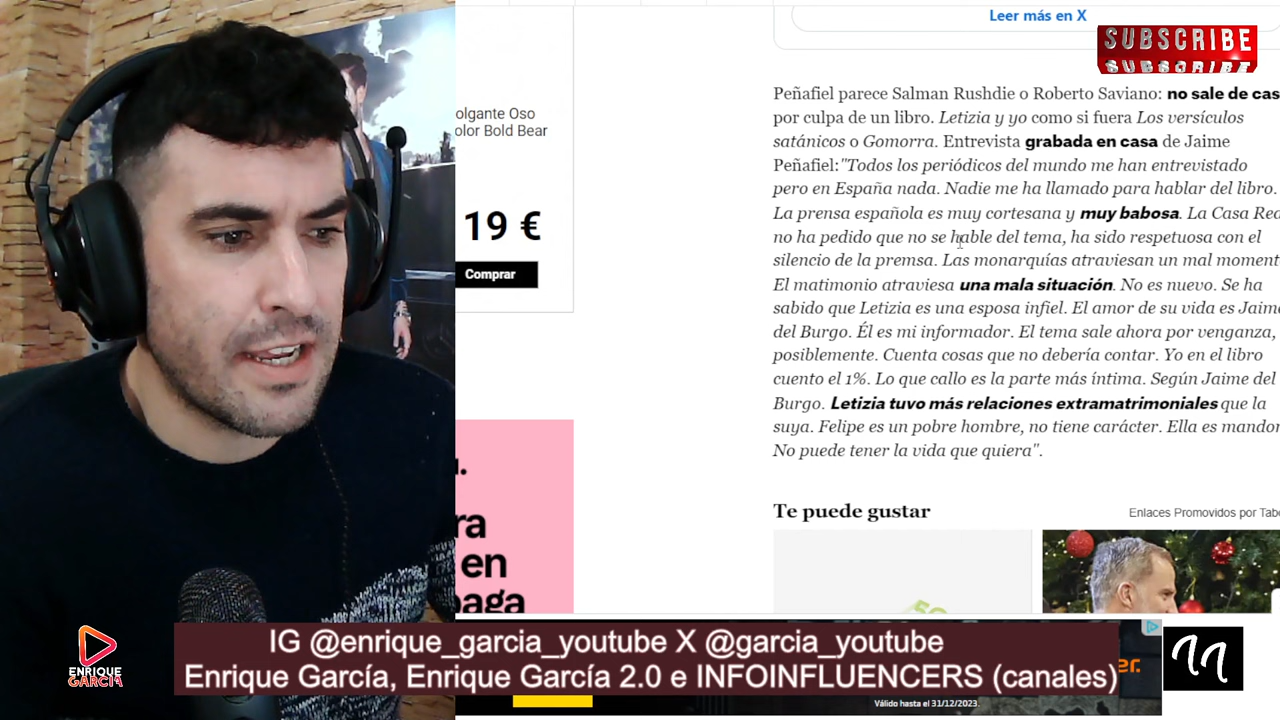 Leer más en X
SUBSCRIBE
Peñafiel parece Salman Rushdie o Roberto Saviano: no sale de cas
por culpa de un libro. Letizia y yo como si fuera Los versículos
satánicos o Gomorra. Entrevista grabada en casa de Jaime
Peñafiel:"Todos los periódicos del mundo me han entrevistado
pero en España nada. Nadie me ha llamado para hablar del libro.
La prensa española es muy cortesana y muy babosa. La Casa Rea
no ha pedido que no se hable del tema, ha sido respetuosa con el
silencio de la prensa. Las monarquías atraviesan un mal moment
El matimonio atraviesa una mala situación. No es nuevo. Se ha
sabido que Letizia es una esposa infiel. El amor de su vida es Jaime
del Burgo. Él es mi informador. El tema sale ahora por venganza,
posiblemente. Cuenta cosas que no debería contar. Yo en el libro
cuento el 1%. Lo que callo es la parte más íntima. Según Jaime del
Burgo. Letizia tuvo más relaciones extramatrimoniales que la
suya. Felipe es un pobre hombre, no tiene carácter. Ella es mandon
No puede tener la vida que quiera".
Te puede gustar
Enlaces Promovidos por Tabo
olgante Oso
olor Bold Bear
19 €
Comprar
u.
ra
en
paga
IG @enrique_garcia_youtube X @garcia_youtube
Enrique García, Enrique García 2.0 e INFOINFLUENCERS (canales)
ENRIQUE
GARCÍA
er.
Válido hasta el 31/12/2023